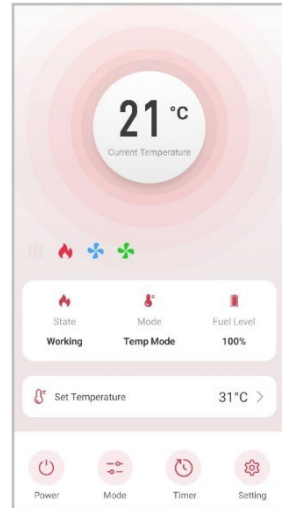 21 °C
Current Temperature
State Mode Fuel Level
Working Temp Mode 100%
Set Temperature 31°C >
Power Mode Timer Setting